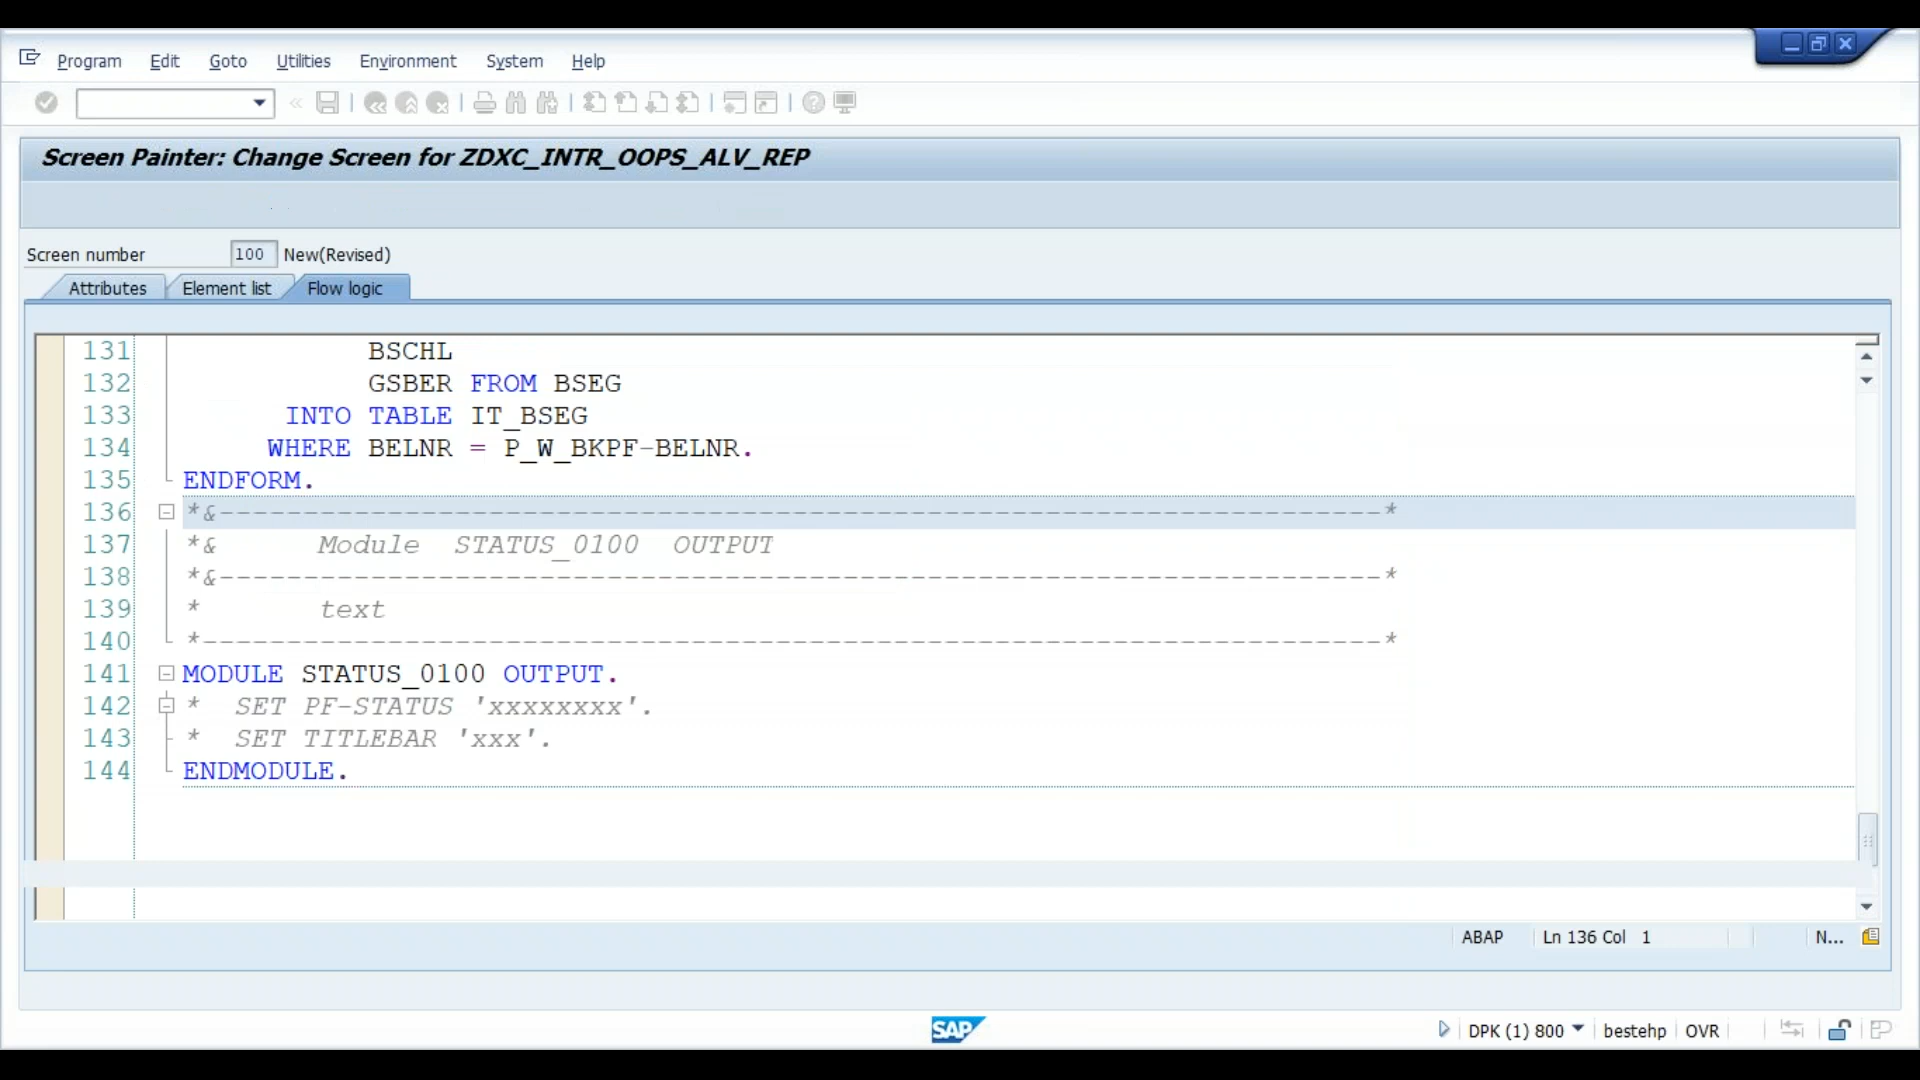 Program Edit Goto Utilities Environment System Help
Screen Painter: Change Screen for ZDXC_INTR_OOPS_ALV_REP
Screen number 100 New(Revised)
Attributes Element list Flow logic
131 BSCHL
132 GSBER FROM BSEG
133 INTO TABLE IT_BSEG
134 WHERE BELNR = P_W_BKPF-BELNR.
135 ENDFORM.
136 *&---------------------------------------------------------------------*
137 *& Module STATUS_0100 OUTPUT
138 *&---------------------------------------------------------------------*
139 * text
140 *----------------------------------------------------------------------*
141 MODULE STATUS_0100 OUTPUT.
142 * SET PF-STATUS 'xxxxxxxx'.
143 * SET TITLEBAR 'xxx'.
144 ENDMODULE.
ABAP Ln 136 Col 1 N...
SAP DPK (1) 800 bestehp OVR